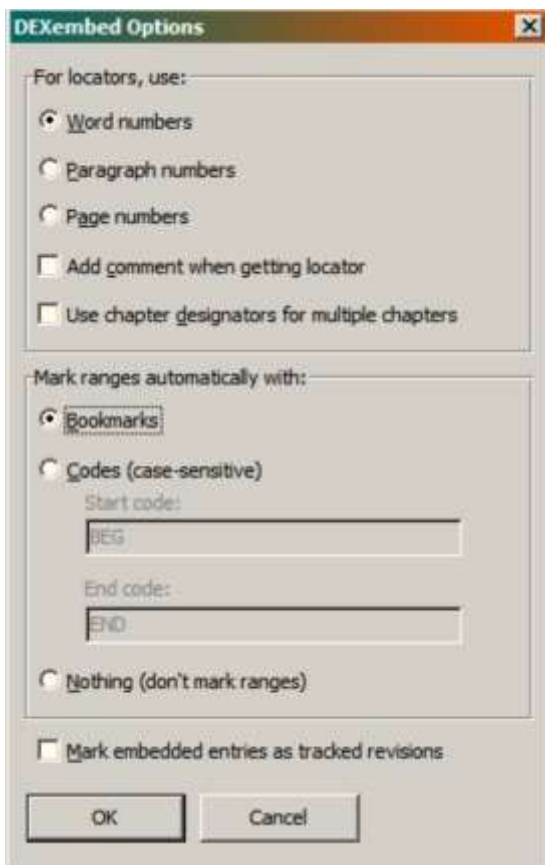 DEXembed Options
For locators, use:
Word numbers
Paragraph numbers
Page numbers
Add comment when getting locator
Use chapter designators for multiple chapters
Mark ranges automatically with:
Bookmarks
Codes (case-sensitive)
Start code:
BEG
End code:
END
Nothing (don't mark ranges)
Mark embedded entries as tracked revisions
OK Cancel